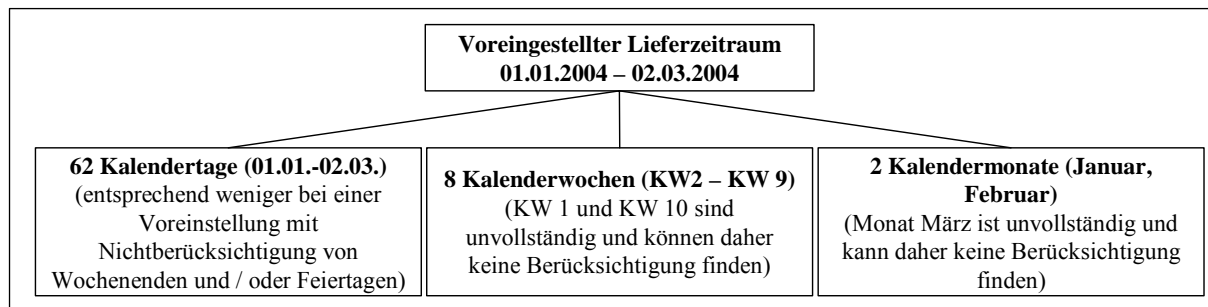 Voreingestellter Lieferzeitraum
01.01.2004 – 02.03.2004
62 Kalendertage (01.01.-02.03.)
(entsprechend weniger bei einer
Voreinstellung mit
Nichtberücksichtigung von
Wochenenden und / oder Feiertagen)
8 Kalenderwochen (KW2 – KW 9)
(KW 1 und KW 10 sind
unvollständig und können daher
keine Berücksichtigung finden)
2 Kalendermonate (Januar,
Februar)
(Monat März ist unvollständig und
kann daher keine Berücksichtigung
finden)